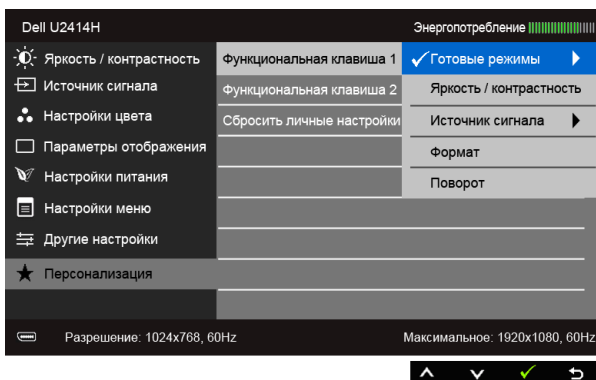 Dell U2414H Энергопотребление
Яркость / контрастность Функциональная клавиша 1 Готовые режимы
Источник сигнала Функциональная клавиша 2 Яркость / контрастность
Настройки цвета Сбросить личные настройки Источник сигнала
Параметры отображения Формат
Настройки питания Поворот
Настройки меню
Другие настройки
Персонализация
Разрешение: 1024x768, 60Hz Максимальное: 1920x1080, 60Hz